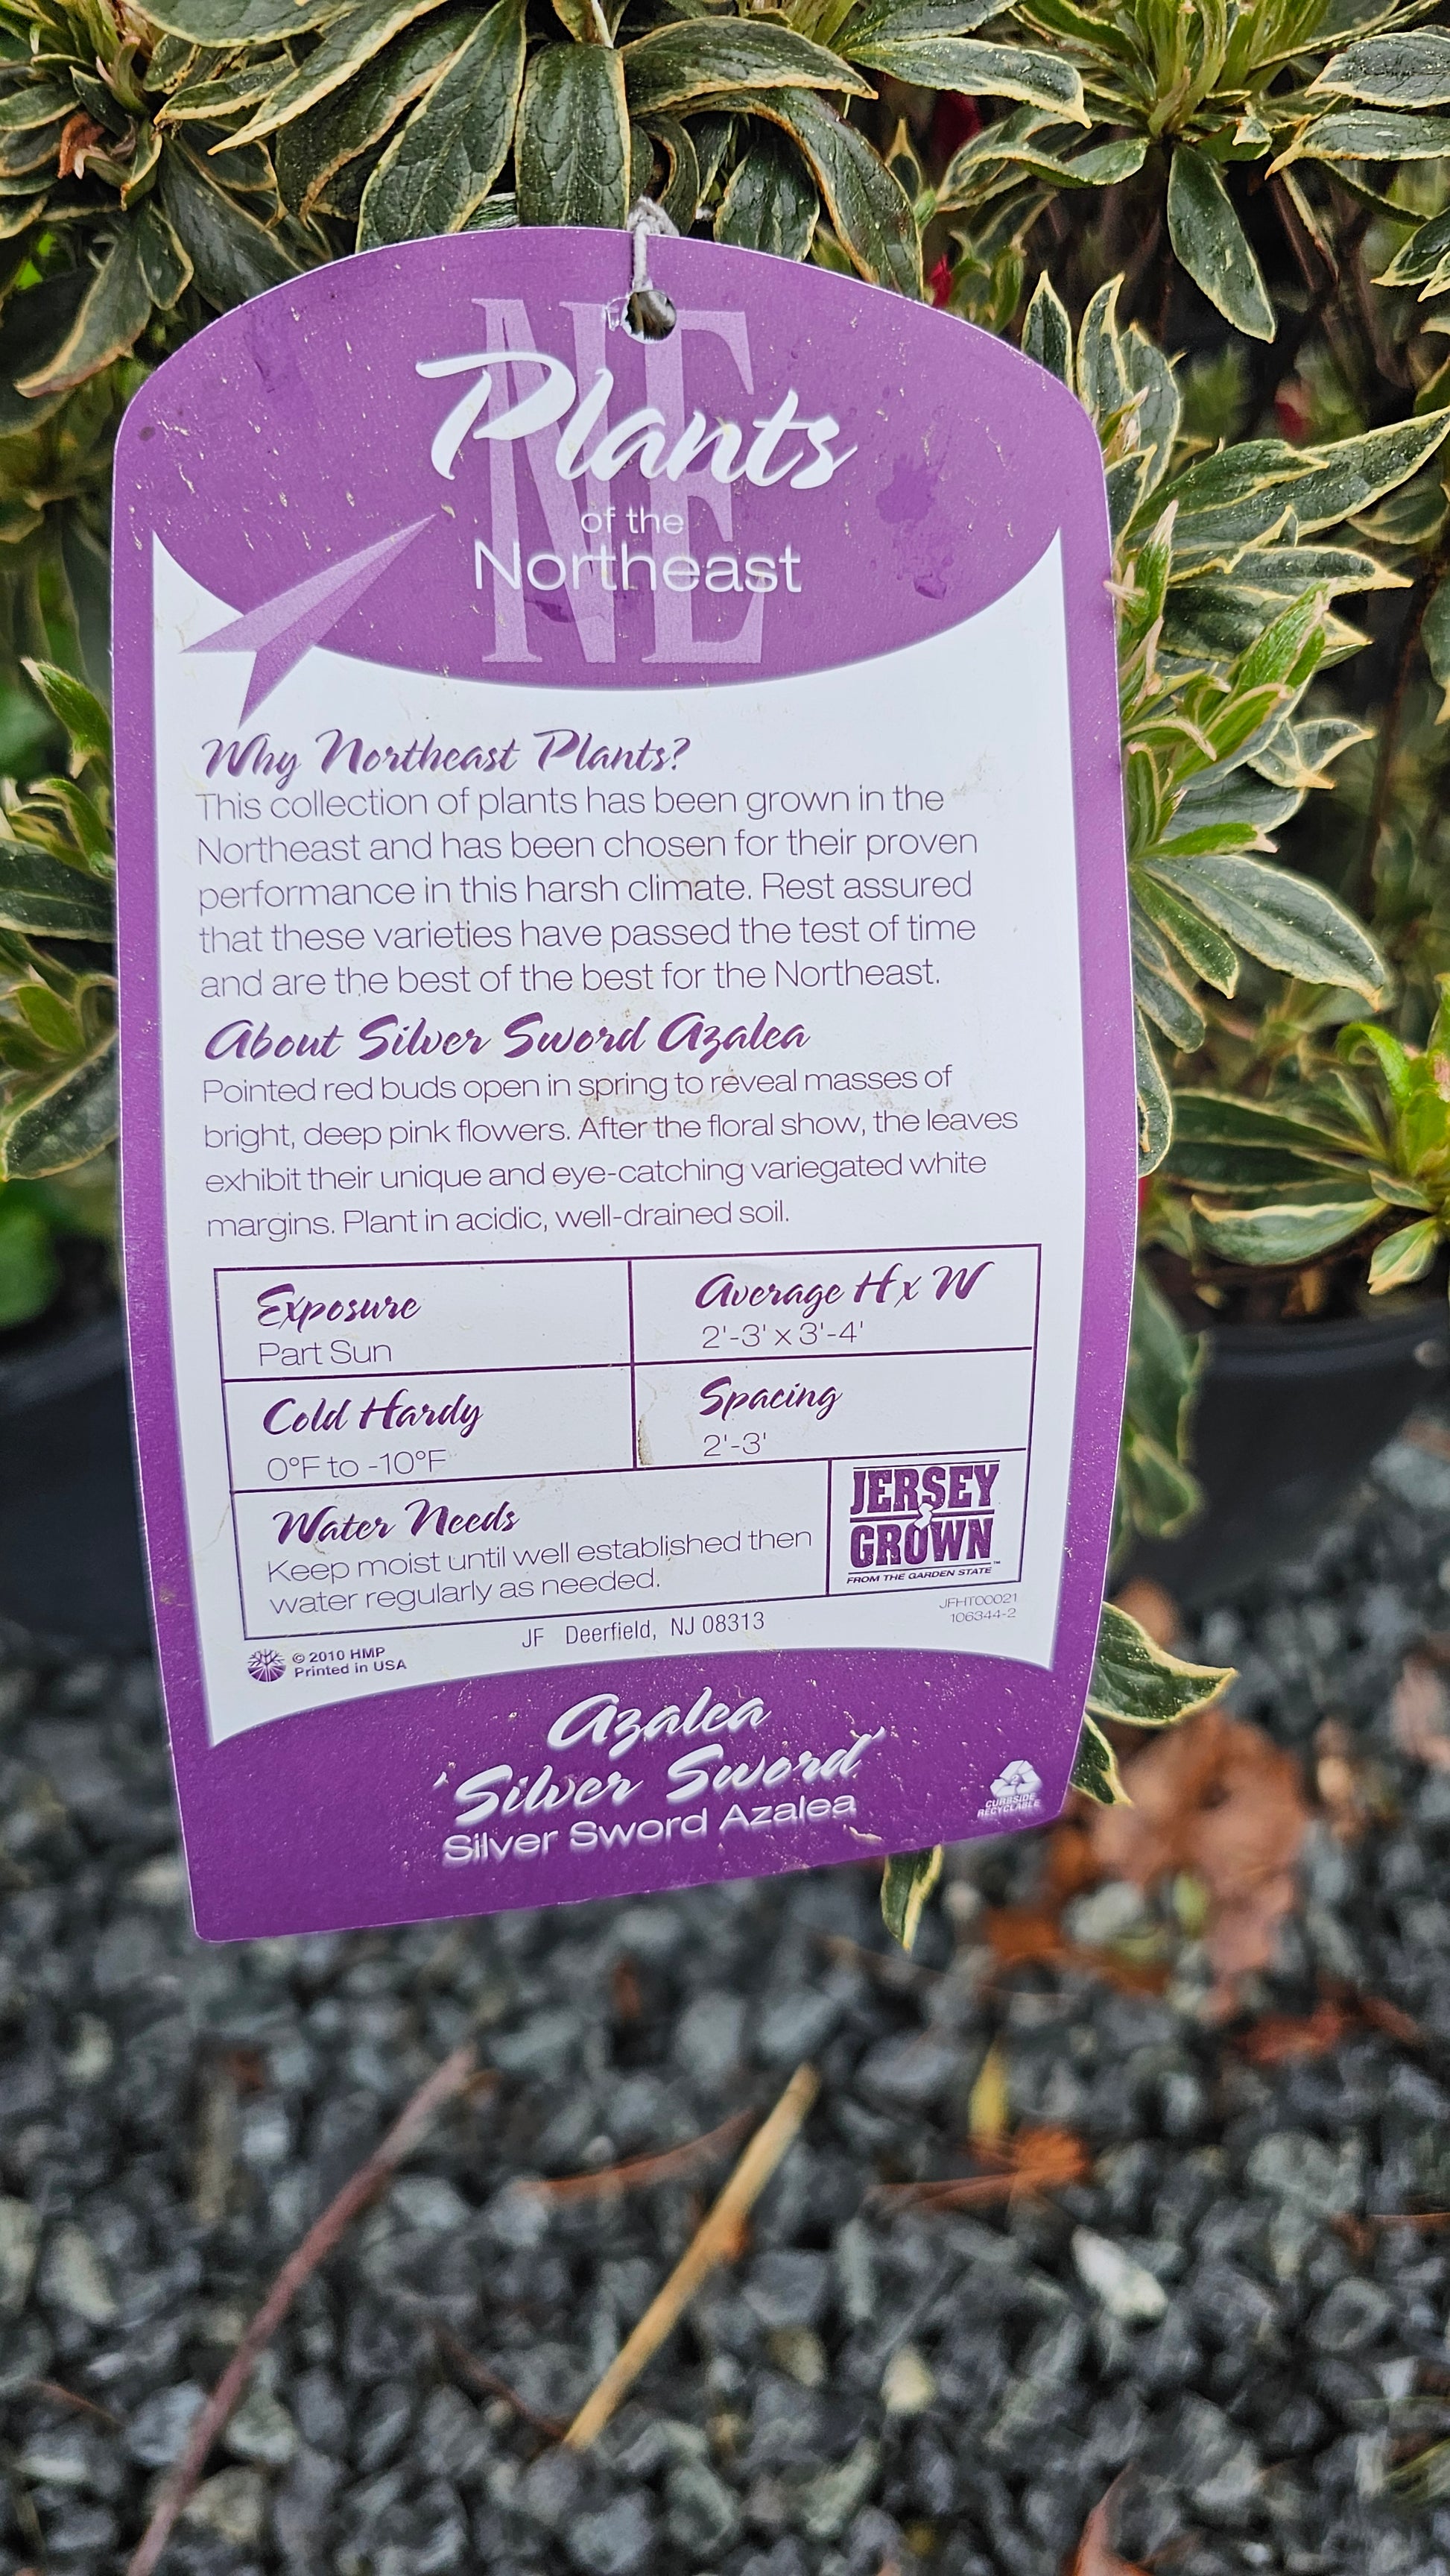 NE
Plants
of the
Northeast
Why Northeast Plants?
This collection of plants has been grown in the
Northeast and has been chosen for their proven
performance in this harsh climate. Rest assured
that these varieties have passed the test of time
and are the best of the best for the Northeast.
About Silver Sword Azalea
Pointed red buds open in spring to reveal masses of
bright, deep pink flowers. After the floral show, the leaves
exhibit their unique and eye-catching variegated white
margins. Plant in acidic, well-drained soil.
Exposure
Part Sun
Average H x W
2'-3' x 3'-4'
Cold Hardy
0°F to -10°F
Spacing
2'-3'
Water Needs
Keep moist until well established then
water regularly as needed.
JERSEY
GROWN™
FROM THE GARDEN STATE
JFHT00021
106344-2
© 2010 HMP
Printed in USA
JF Deerfield, NJ 08313
Azalea
'Silver Sword'
Silver Sword Azalea
CURBSIDE
RECYCLABLE